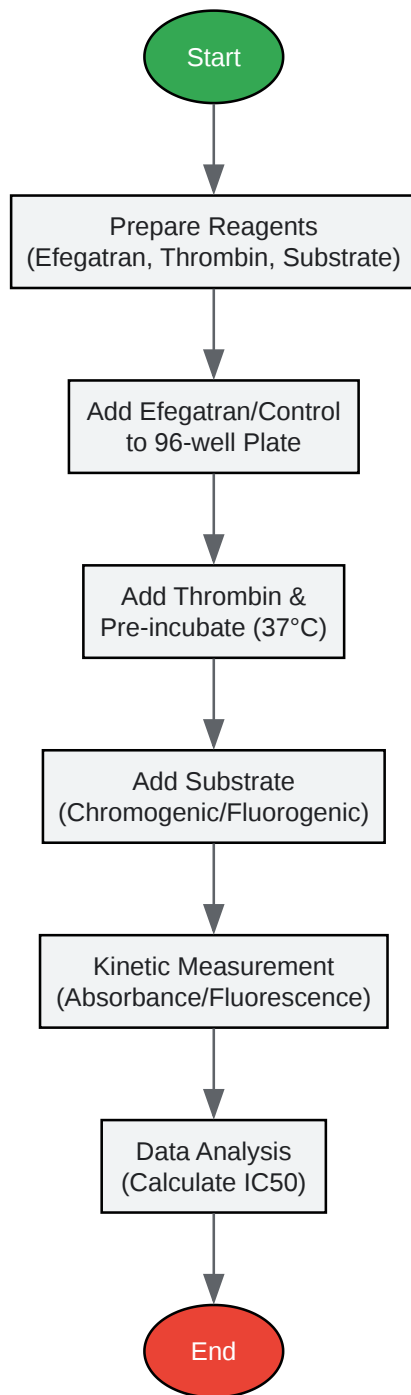 Start
Prepare Reagents
(Efegatran, Thrombin, Substrate)
Add Efegatran/Control
to 96-well Plate
Add Thrombin &
Pre-incubate (37°C)
Add Substrate
(Chromogenic/Fluorogenic)
Kinetic Measurement
(Absorbance/Fluorescence)
Data Analysis
(Calculate IC50)
End